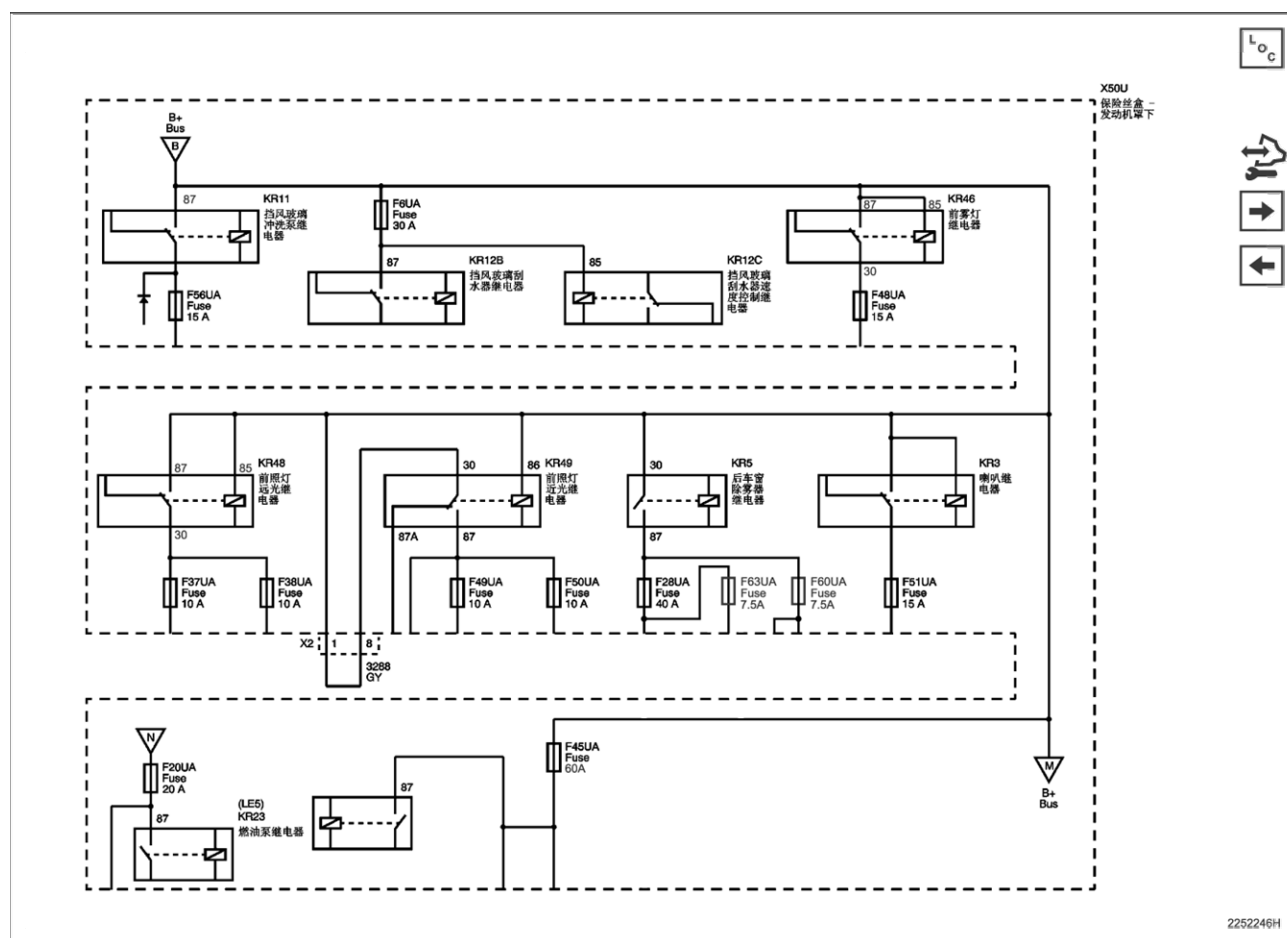 L
O
C
X50U
保险丝盒 –
发动机罩下
B+
Bus
B
87
KR11
挡风玻璃
冲洗泵继
电器
F56UA
Fuse
15 A
F6UA
Fuse
30 A
87
KR12B
挡风玻璃刮
水器继电器
85
KR12C
挡风玻璃
刮水器速
度控制继
电器
87
85
KR46
前雾灯
继电器
30
F48UA
Fuse
15 A
87
85
KR48
前照灯
远光继
电器
30
F37UA
Fuse
10 A
F38UA
Fuse
10 A
30
86
KR49
前照灯
近光继
电器
87A
87
F49UA
Fuse
10 A
F50UA
Fuse
10 A
30
KR5
后车窗
除雾器
继电器
87
F28UA
Fuse
40 A
F63UA
Fuse
7.5A
F60UA
Fuse
7.5A
KR3
喇叭继
电器
F51UA
Fuse
15 A
X2
1
8
3288
GY
N
F20UA
Fuse
20 A
87
(LE5)
KR23
燃油泵继电器
87
F45UA
Fuse
60A
M
B+
Bus
2252246H